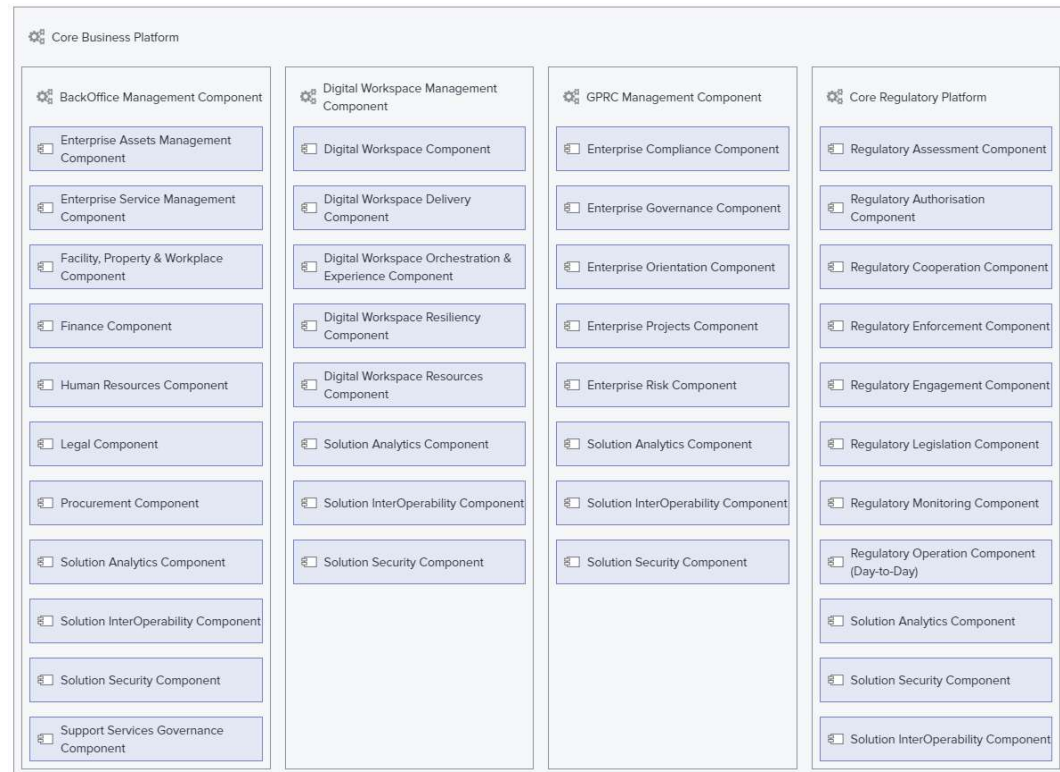 Core Business Platform
BackOffice Management Component
Enterprise Assets Management
Component
Enterprise Service Management
Component
Facility, Property & Workplace
Component
Finance Component
Human Resources Component
Legal Component
Procurement Component
Solution Analytics Component
Solution InterOperability Component
Solution Security Component
Support Services Governance
Component
Digital Workspace Management
Component
Digital Workspace Component
Digital Workspace Delivery
Component
Digital Workspace Orchestration &
Experience Component
Digital Workspace Resiliency
Component
Digital Workspace Resources
Component
Solution Analytics Component
Solution InterOperability Component
Solution Security Component
GPRC Management Component
Enterprise Compliance Component
Enterprise Governance Component
Enterprise Orientation Component
Enterprise Projects Component
Enterprise Risk Component
Solution Analytics Component
Solution InterOperability Component
Solution Security Component
Core Regulatory Platform
Regulatory Assessment Component
Regulatory Authorisation
Component
Regulatory Cooperation Component
Regulatory Enforcement Component
Regulatory Engagement Component
Regulatory Legislation Component
Regulatory Monitoring Component
Regulatory Operation Component
(Day-to-Day)
Solution Analytics Component
Solution Security Component
Solution InterOperability Component